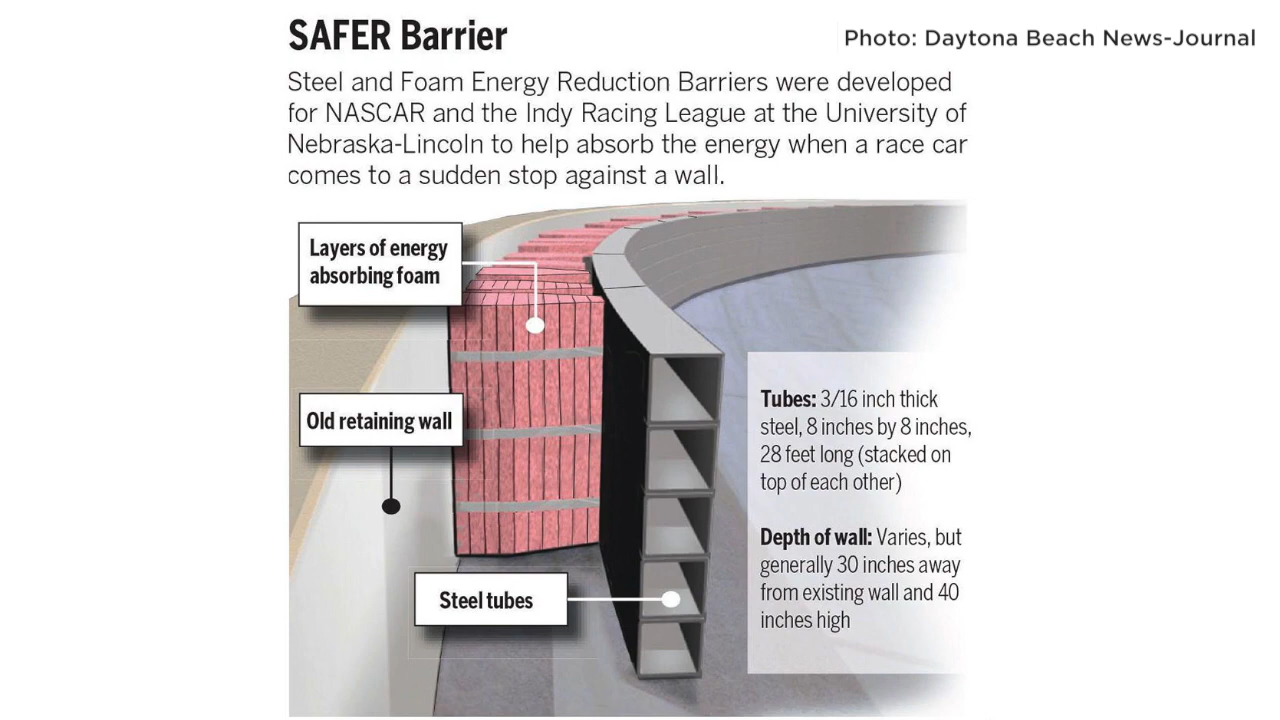 SAFER Barrier
Photo: Daytona Beach News-Journal
Steel and Foam Energy Reduction Barriers were developed
for NASCAR and the Indy Racing League at the University of
Nebraska-Lincoln to help absorb the energy when a race car
comes to a sudden stop against a wall.
Layers of energy
absorbing foam
Old retaining wall
Steel tubes
Tubes: 3/16 inch thick
steel, 8 inches by 8 inches,
28 feet long (stacked on
top of each other)
Depth of wall: Varies, but
generally 30 inches away
from existing wall and 40
inches high